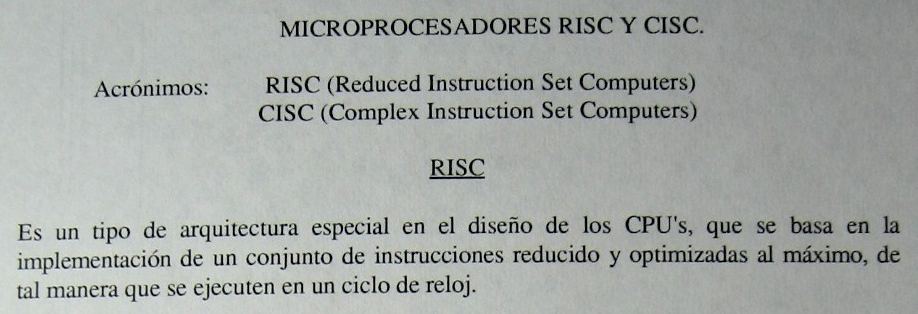 MICROPROCESADORES RISC Y CISC.
Acrónimos: RISC (Reduced Instruction Set Computers)
CISC (Complex Instruction Set Computers)
RISC
Es un tipo de arquitectura especial en el diseño de los CPU's, que se basa en la
implementación de un conjunto de instrucciones reducido y optimizadas al máximo, de
tal manera que se ejecuten en un ciclo de reloj.